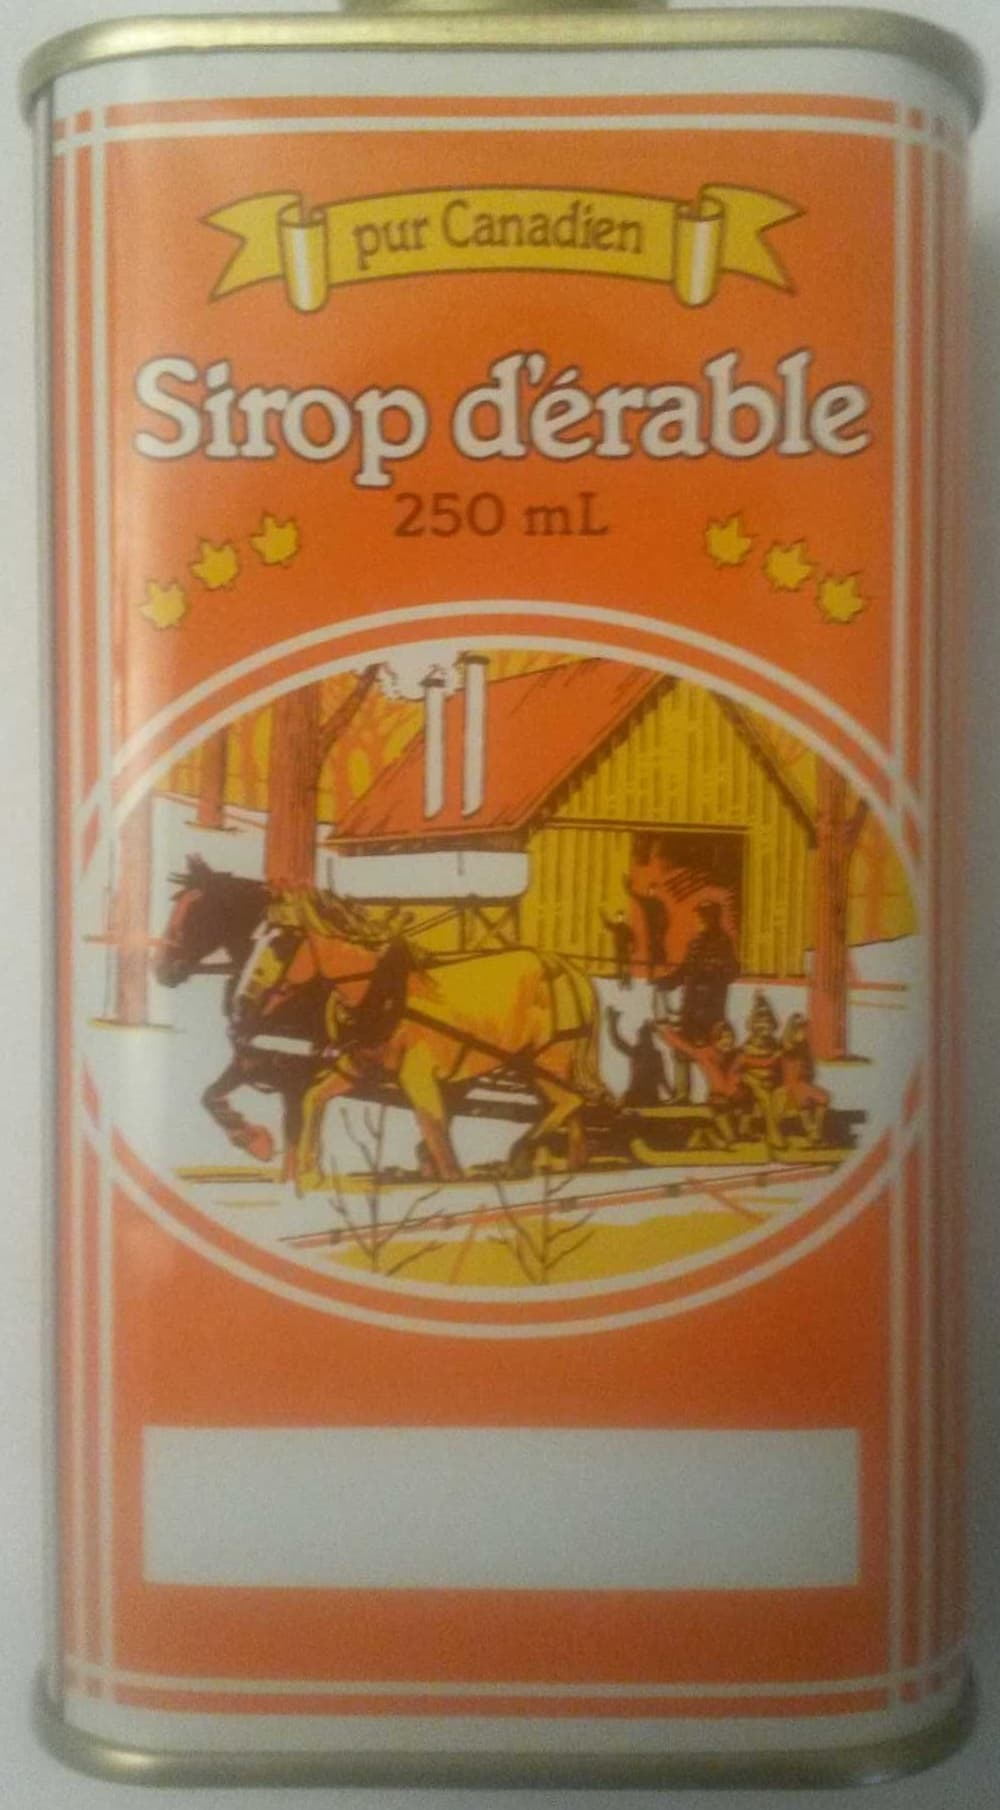 pur Canadien
Sirop d'érable
250 mL